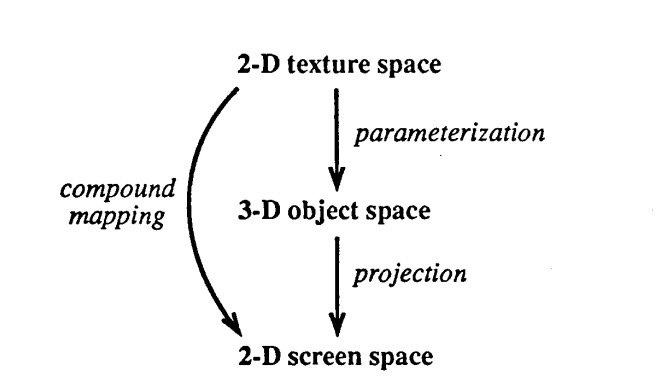 2-D texture space
parameterization
compound
mapping
3-D object space
projection
2-D screen space